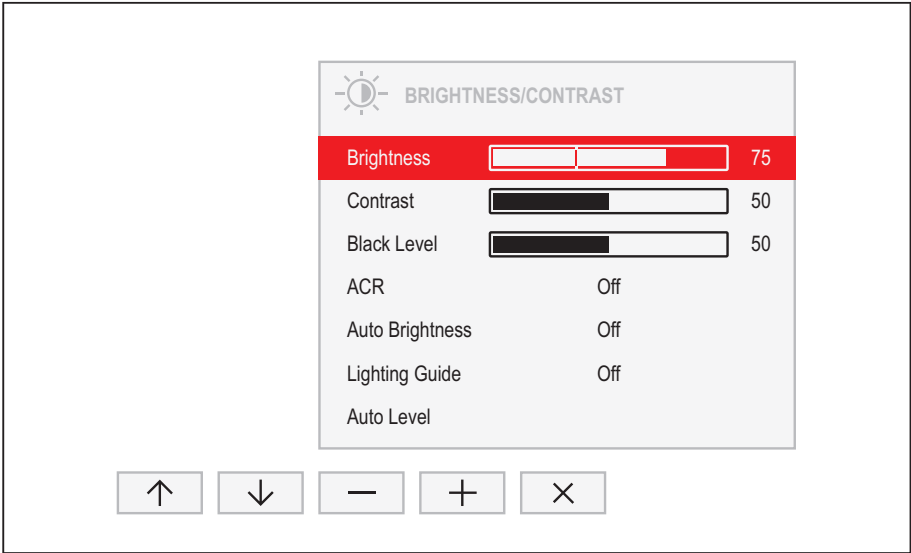 BRIGHTNESS/CONTRAST
Brightness 75
Contrast 50
Black Level 50
ACR Off
Auto Brightness Off
Lighting Guide Off
Auto Level